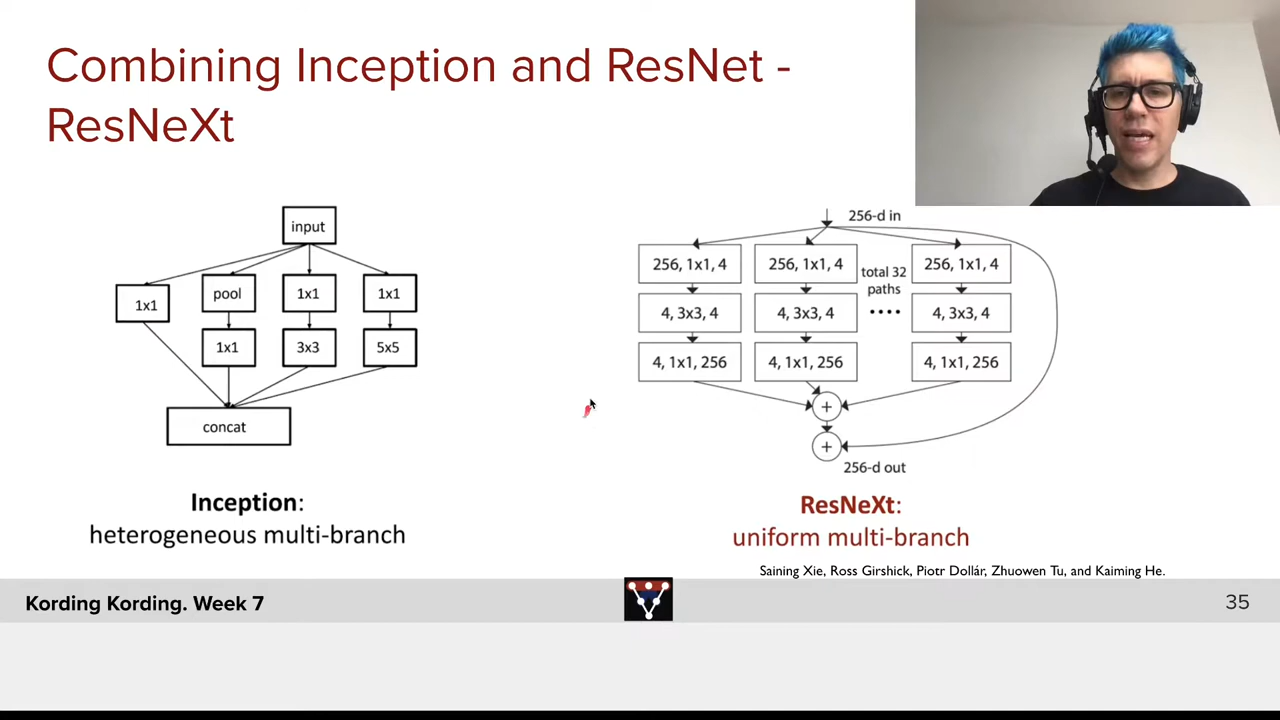 Combining Inception and ResNet -
ResNeXt
input
1x1
pool
1x1
1x1
1x1
3x3
5x5
concat
Inception:
heterogeneous multi-branch
256-d in
256, 1x1, 4
256, 1x1, 4
total 32
paths
256, 1x1, 4
4, 3x3, 4
4, 3x3, 4
....
4, 3x3, 4
4, 1x1, 256
4, 1x1, 256
4, 1x1, 256
+
+
256-d out
ResNeXt:
uniform multi-branch
Saining Xie, Ross Girshick, Piotr Dollár, Zhuowen Tu, and Kaiming He.
Kording Kording. Week 7
35